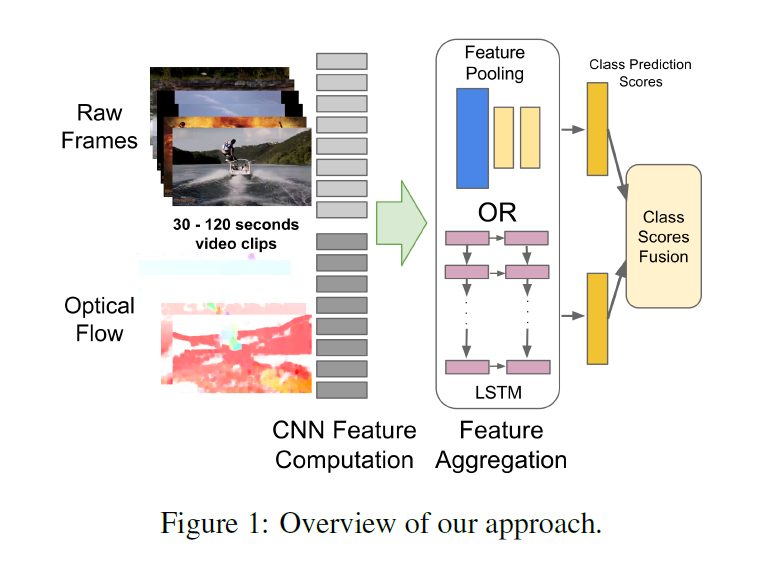 Raw
Frames
30 - 120 seconds
video clips
Optical
Flow
CNN Feature
Computation
Feature
Pooling
OR
LSTM
Feature
Aggregation
Class Prediction
Scores
Class
Scores
Fusion
Figure 1: Overview of our approach.